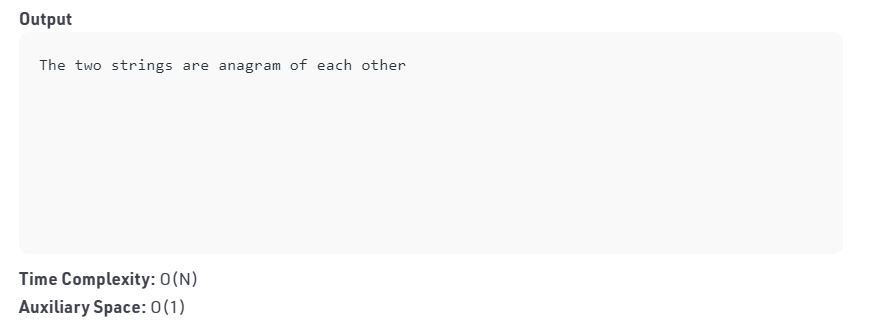 Output
The two strings are anagram of each other
Time Complexity: O(N)
Auxiliary Space: O(1)